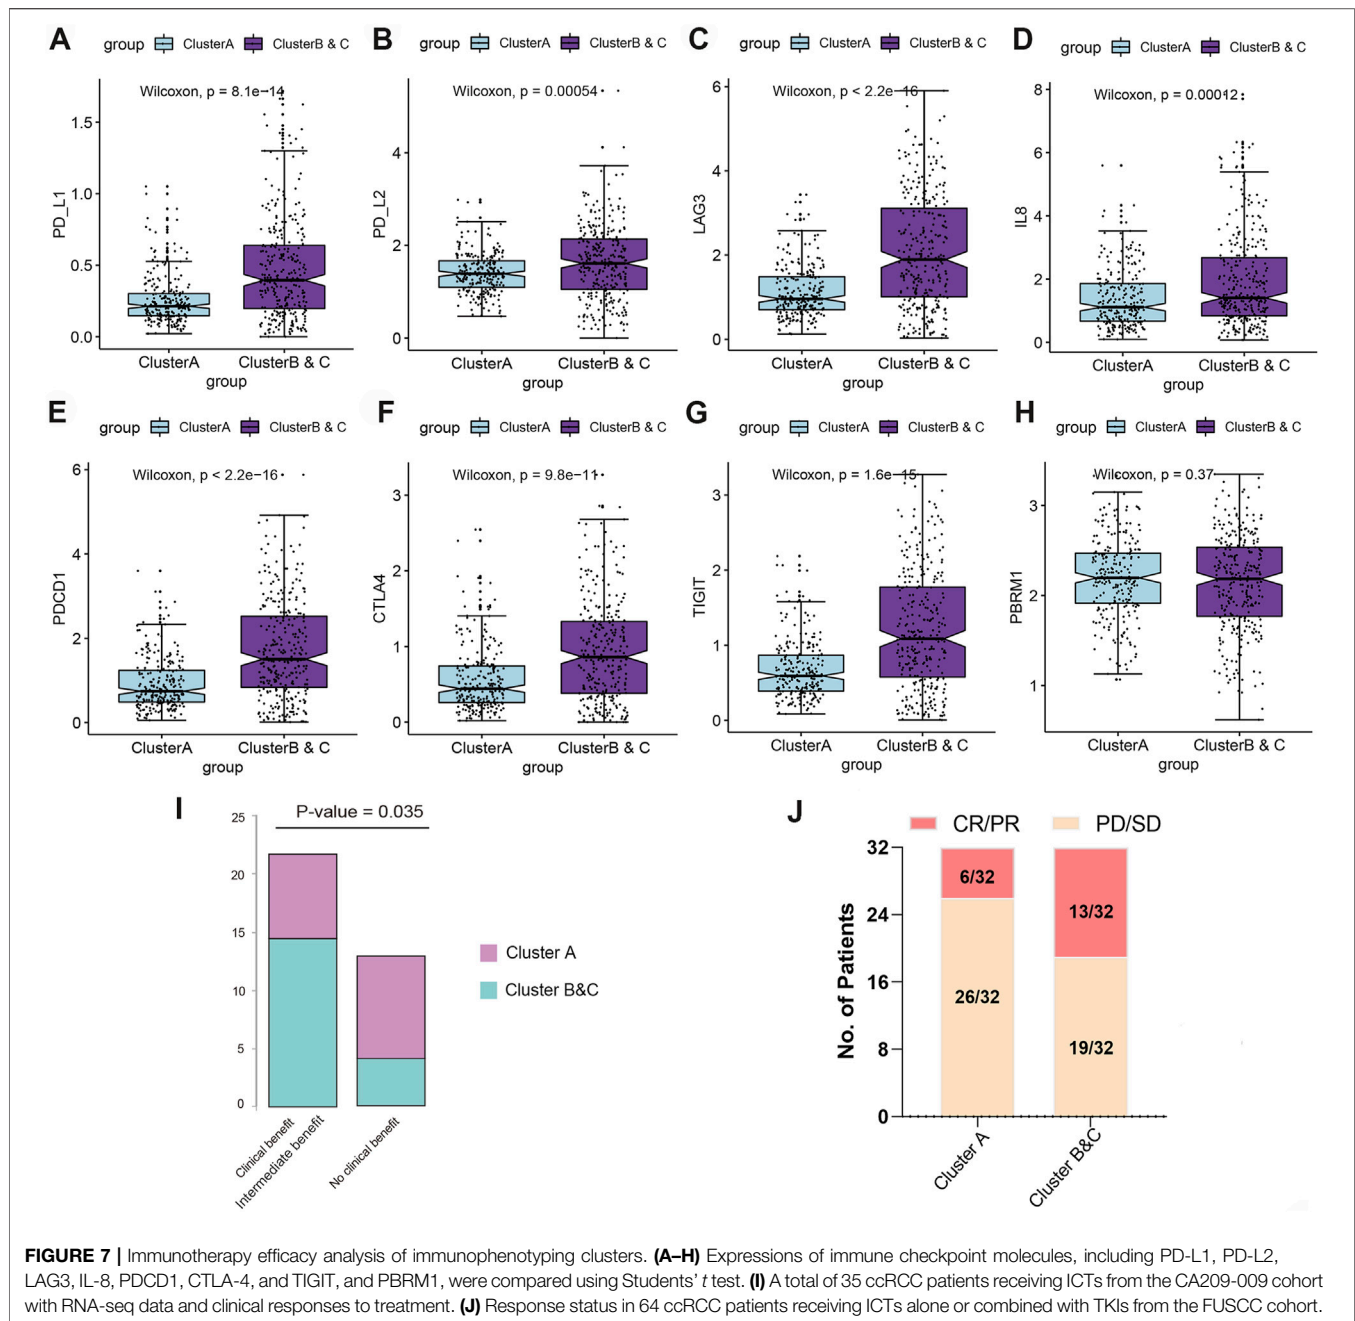 A group ClusterA ClusterB & C
Wilcoxon, p = 8.1e−14
PD_L1
1.5
1.0
0.5
0.0
ClusterA ClusterB & C
group
B group ClusterA ClusterB & C
Wilcoxon, p = 0.00054
PD_L2
4
2
0
ClusterA ClusterB & C
group
C group ClusterA ClusterB & C
Wilcoxon, p < 2.2e−16
LAG3
6
4
2
0
ClusterA ClusterB & C
group
D group ClusterA ClusterB & C
Wilcoxon, p = 0.00012
IL8
8
6
4
2
0
ClusterA ClusterB & C
group
E group ClusterA ClusterB & C
Wilcoxon, p < 2.2e−16
PDCD1
6
4
2
0
ClusterA ClusterB & C
group
F group ClusterA ClusterB & C
Wilcoxon, p = 9.8e−11
CTLA4
3
2
1
0
ClusterA ClusterB & C
group
G group ClusterA ClusterB & C
Wilcoxon, p = 1.6e−15
TIGIT
3
2
1
0
ClusterA ClusterB & C
group
H group ClusterA ClusterB & C
Wilcoxon, p = 0.37
PBRM1
3
2
1
ClusterA ClusterB & C
group
I
P-value = 0.035
25
20
15
10
5
0
Clinical benefit
Intermediate benefit
No clinical benefit
Cluster A
Cluster B&C
J
CR/PR PD/SD
No. of Patients
32
24
16
8
0
6/32
26/32
13/32
19/32
Cluster A
Cluster B&C
FIGURE 7 | Immunotherapy efficacy analysis of immunophenotyping clusters. (A–H) Expressions of immune checkpoint molecules, including PD-L1, PD-L2,
LAG3, IL-8, PDCD1, CTLA-4, and TIGIT, and PBRM1, were compared using Students’ t test. (I) A total of 35 ccRCC patients receiving ICTs from the CA209-009 cohort
with RNA-seq data and clinical responses to treatment. (J) Response status in 64 ccRCC patients receiving ICTs alone or combined with TKIs from the FUSCC cohort.